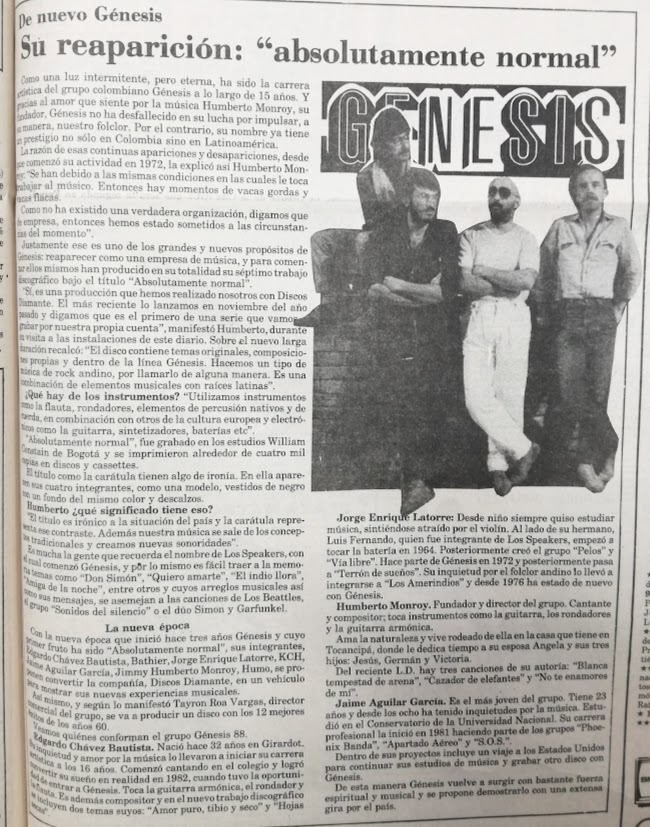 De nuevo Génesis
Su reaparición: “absolutamente normal”
Como una luz intermitente, pero eterna, ha sido la carrera
artística del grupo colombiano Génesis a lo largo de 15 años. Y
gracias al amor que siente por la música Humberto Monroy, su
fundador, Génesis no ha desfallecido en su lucha por impulsar, a
su manera, nuestro folclor. Por el contrario, su nombre ya tiene
un prestigio no sólo en Colombia sino en Latinoamérica.
La razón de esas continuas apariciones y desapariciones, desde
que comenzó su actividad en 1972, la explicó así Humberto Mon-
roy: “Se han debido a las mismas condiciones en las cuales le toca
trabajar al músico. Entonces hay momentos de vacas gordas y
vacas flacas.
Como no ha existido una verdadera organización, digamos que
de empresa, entonces hemos estado sometidos a las circunstan-
cias del momento”.
Justamente ese es uno de los grandes y nuevos propósitos de
Génesis: reaparecer como una empresa de música, y para comen-
zar ellos mismos han producido en su totalidad su séptimo trabajo
discográfico bajo el título “Absolutamente normal”.
“Sí, es una producción que hemos realizado nosotros con Discos
Diamante. El más reciente lo lanzamos en noviembre del año
pasado y digamos que es el primero de una serie que vamos a
grabar por nuestra propia cuenta”, manifestó Humberto, durante
su visita a las instalaciones de este diario. Sobre el nuevo larga
duración recalcó: “El disco contiene temas originales, composicio-
nes propias y dentro de la línea Génesis. Hacemos un tipo de
música de rock andino, por llamarlo de alguna manera. Es una
combinación de elementos musicales con raíces latinas”.
¿Qué hay de los instrumentos? “Utilizamos instrumentos
como la flauta, rondadores, elementos de percusión nativos y de
cuerda, en combinación con otros de la cultura europea y electró-
nicos como la guitarra, sintetizadores, baterías etc”.
“Absolutamente normal”, fue grabado en los estudios William
Constain de Bogotá y se imprimieron alrededor de cuatro mil
copias en discos y cassettes.
El título como la carátula tienen algo de ironía. En ella apare-
cen sus cuatro integrantes, como una modelo, vestidos de negro
con un fondo del mismo color y descalzos.
Humberto ¿qué significado tiene eso?
“El título es irónico a la situación del país y la carátula repre-
senta ese contraste. Además nuestra música se sale de los concep-
tos tradicionales y creamos nuevas sonoridades”.
Es mucha la gente que recuerda el nombre de Los Speakers, con
el cual comenzó Génesis, y por lo mismo es fácil traer a la memo-
ria temas como “Don Simón”, “Quiero amarte”, “El indio llora”,
“Amiga de la noche”, entre otros y cuyos arreglos musicales así
como sus mensajes, se asemejan a las canciones de Los Beattles,
el grupo “Sonidos del silencio” o el dúo Simon y Garfunkel.
La nueva época
Con la nueva época que inició hace tres años Génesis y cuyo
primer fruto ha sido “Absolutamente normal”, sus integrantes,
Edgardo Chávez Bautista, Bathier, Jorge Enrique Latorre, KCH,
Jaime Aguilar García, Jimmy Humberto Monroy, Humo, se pro-
ponen convertir la compañía, Discos Diamante, en un vehículo
para mostrar sus nuevas experiencias musicales.
Así mismo, y según lo manifestó Tayron Roa Vargas, director
comercial del grupo, se va a producir un disco con los 12 mejores
éxitos de los años 60.
Veamos quiénes conforman el grupo Génesis 88.
Edgardo Chávez Bautista. Nació hace 32 años en Girardot.
Su inquietud y amor por la música lo llevaron a iniciar su carrera
artística a los 16 años. Comenzó cantando en el colegio y logró
convertir su sueño en realidad en 1982, cuando tuvo la oportuni-
dad de entrar a Génesis. Toca la guitarra armónica, el rondador y
la flauta. Es además compositor y en el nuevo trabajo discográfico
se incluyen dos temas suyos: “Amor puro, tibio y seco” y “Hojas
GÉNESIS
Jorge Enrique Latorre: Desde niño siempre quiso estudiar
música, sintiéndose atraído por el violín. Al lado de su hermano,
Luis Fernando, quien fue integrante de Los Speakers, empezó a
tocar la batería en 1964. Posteriormente creó el grupo “Pelos” y
“Vía libre”. Hace parte de Génesis en 1972 y posteriormente pasa
a “Terrón de sueños”. Su inquietud por el folclor andino lo llevó a
integrarse a “Los Amerindios” y desde 1976 ha estado de nuevo
con Génesis.
Humberto Monroy. Fundador y director del grupo. Cantante
y compositor; toca instrumentos como la guitarra, los rondadores
y la guitarra armónica.
Ama la naturaleza y vive rodeado de ella en la casa que tiene en
Tocancipá, donde le dedica tiempo a su esposa Angela y sus tres
hijos: Jesús, Germán y Victoria.
Del reciente L.D. hay tres canciones de su autoría: “Blanca
tempestad de arena”, “Cazador de elefantes” y “No te enamores
de mí”.
Jaime Aguilar García. Es el más joven del grupo. Tiene 23
años y desde los ocho ha tenido inquietudes por la música. Estu-
dió en el Conservatorio de la Universidad Nacional. Su carrera
profesional la inició en 1981 haciendo parte de los grupos “Phoe-
nix Banda”, “Apartado Aéreo” y “S.O.S.”.
Dentro de sus proyectos incluye un viaje a los Estados Unidos
para continuar sus estudios de música y grabar otro disco con
Génesis.
De esta manera Génesis vuelve a surgir con bastante fuerza
espiritual y musical y se propone demostrarlo con una extensa
gira por el país.